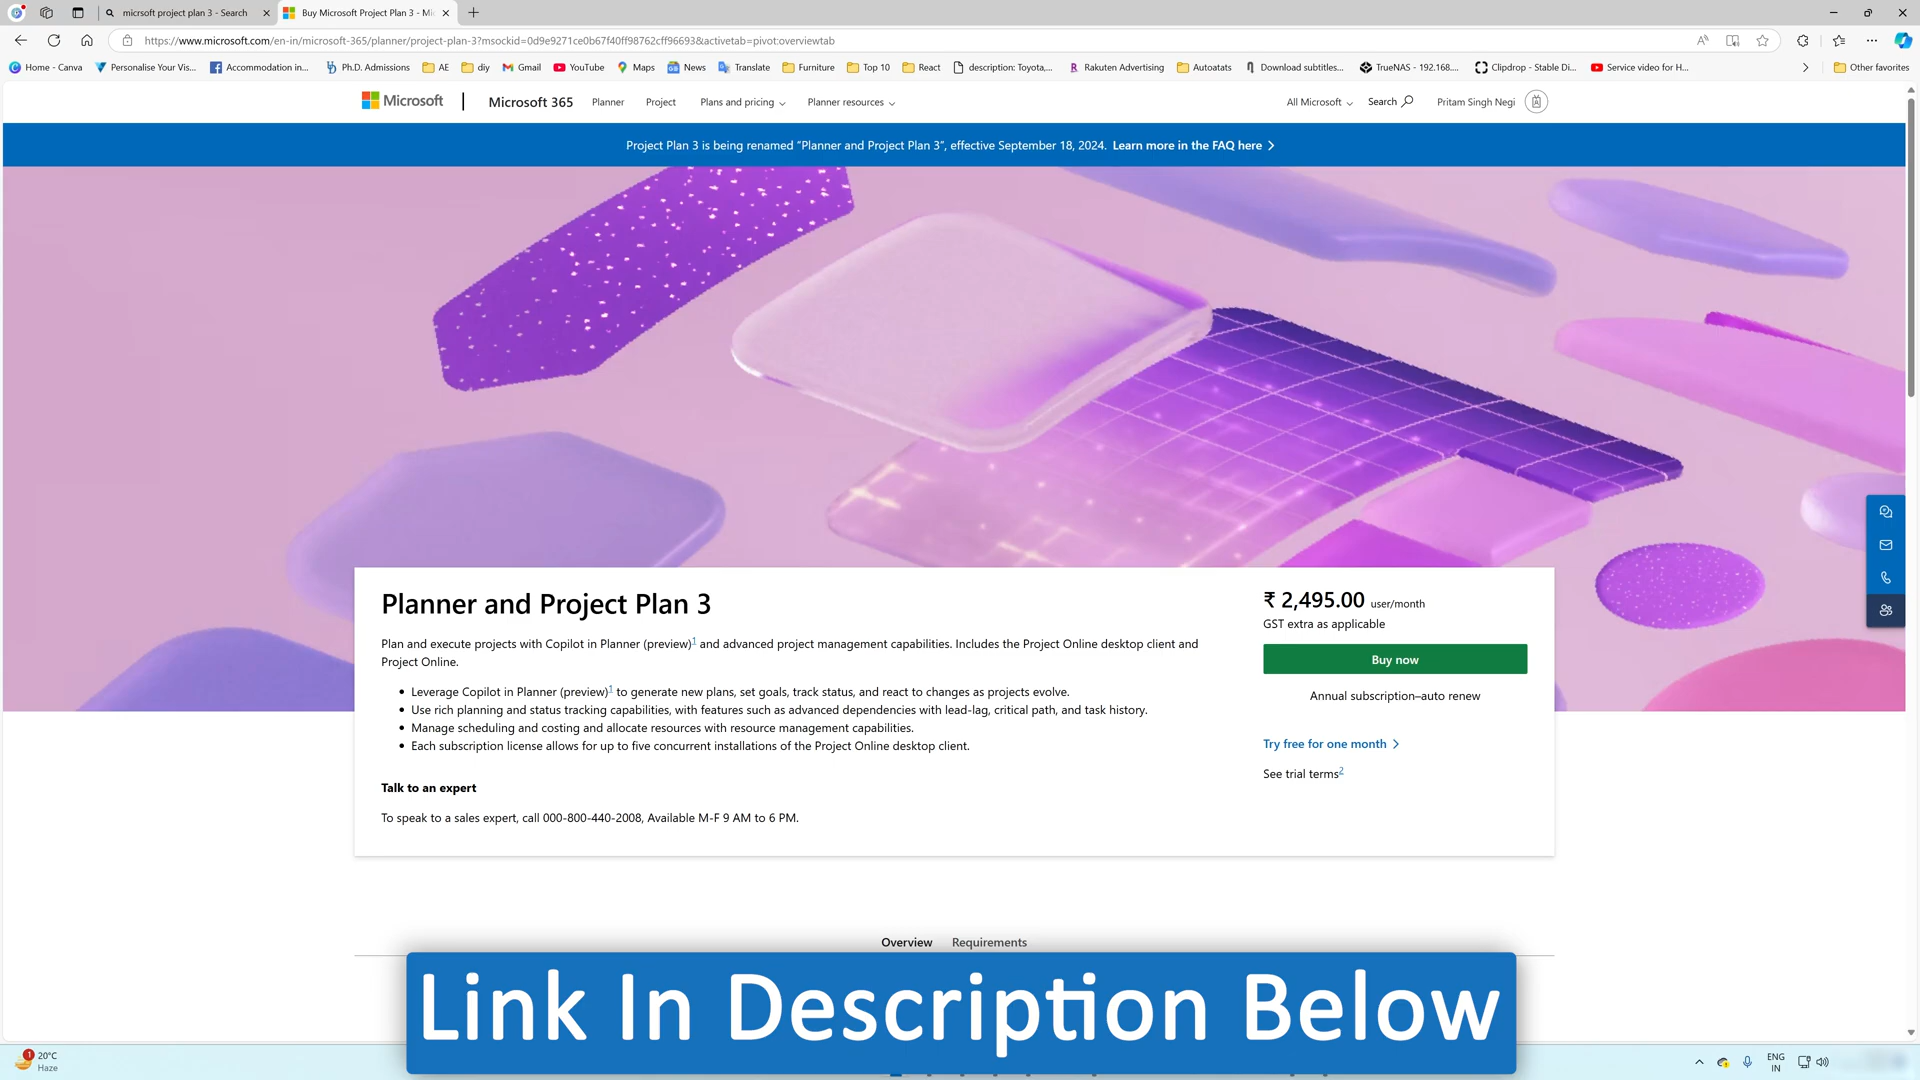 micrsoft project plan 3 - Search
Buy Microsoft Project Plan 3 - Mi
https://www.microsoft.com/en-in/microsoft-365/planner/project-plan-3?msockid=0d9e9271ce0b67f40ff98762cff96693&activetab=pivot:overviewtab
Home - Canva
Personalise Your Vis...
Accommodation in...
Ph.D. Admissions
AE
diy
Gmail
YouTube
Maps
News
Translate
Furniture
Top 10
React
description: Toyota,...
Rakuten Advertising
Autoatats
Download subtitles...
TrueNAS - 192.168....
Clipdrop - Stable Di...
Service video for H...
Other favorites
Microsoft
Microsoft 365
Planner
Project
Plans and pricing
Planner resources
All Microsoft
Search
Pritam Singh Negi
Project Plan 3 is being renamed "Planner and Project Plan 3", effective September 18, 2024. Learn more in the FAQ here
Planner and Project Plan 3
Plan and execute projects with Copilot in Planner (preview)1 and advanced project management capabilities. Includes the Project Online desktop client and
Project Online.
• Leverage Copilot in Planner (preview)1 to generate new plans, set goals, track status, and react to changes as projects evolve.
• Use rich planning and status tracking capabilities, with features such as advanced dependencies with lead-lag, critical path, and task history.
• Manage scheduling and costing and allocate resources with resource management capabilities.
• Each subscription license allows for up to five concurrent installations of the Project Online desktop client.
Talk to an expert
To speak to a sales expert, call 000-800-440-2008, Available M-F 9 AM to 6 PM.
₹ 2,495.00 user/month
GST extra as applicable
Buy now
Annual subscription–auto renew
Try free for one month
See trial terms2
Overview
Requirements
Link In Description Below
1
20°C
Haze
ENG
IN